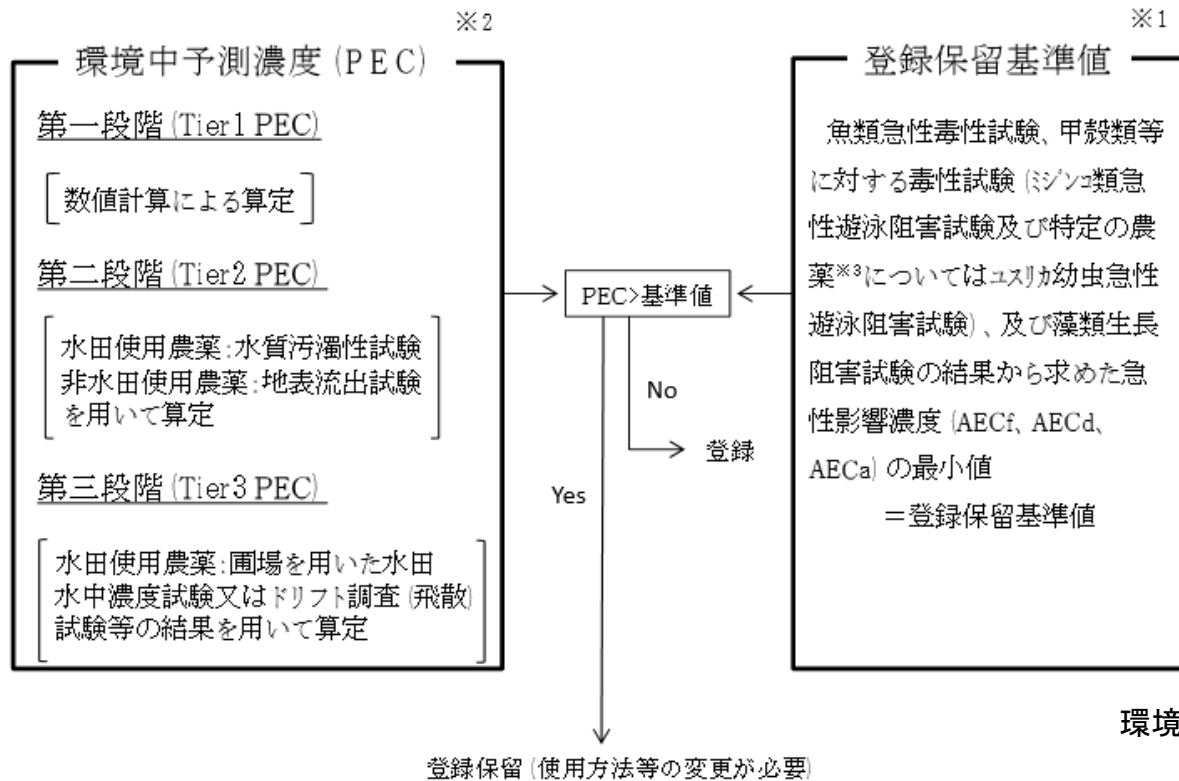 ※2
環境中予測濃度(PEC)
第一段階(Tier1 PEC)
数値計算による算定
第二段階(Tier2 PEC)
水田使用農薬:水質汚濁性試験
非水田使用農薬:地表流出試験
を用いて算定
第三段階(Tier3 PEC)
水田使用農薬:圃場を用いた水田
水中濃度試験又はドリフト調査(飛散)
試験等の結果を用いて算定
PEC>基準値
No
登録
Yes
登録保留(使用方法等の変更が必要)
※1
登録保留基準値
魚類急性毒性試験、甲殻類等
に対する毒性試験(ミジンコ類急
性遊泳阻害試験及び特定の農
薬※3についてはユスリカ幼虫急性
遊泳阻害試験)、及び藻類生長
阻害試験の結果から求めた急
性影響濃度(AECf、AECd、
AECa)の最小値
=登録保留基準値
環境